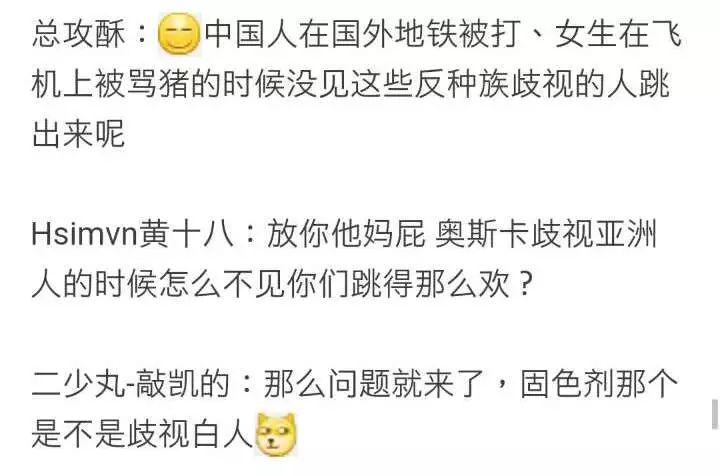 总攻酥：😊中国人在国外地铁被打、女生在飞
机上被骂猪的时候没见这些反种族歧视的人跳
出来呢
Hsimvn黄十八：放你他妈屁 奥斯卡歧视亚洲
人的时候怎么不见你们跳得那么欢？
二少丸-敲凯的：那么问题就来了，固色剂那个
是不是歧视白人